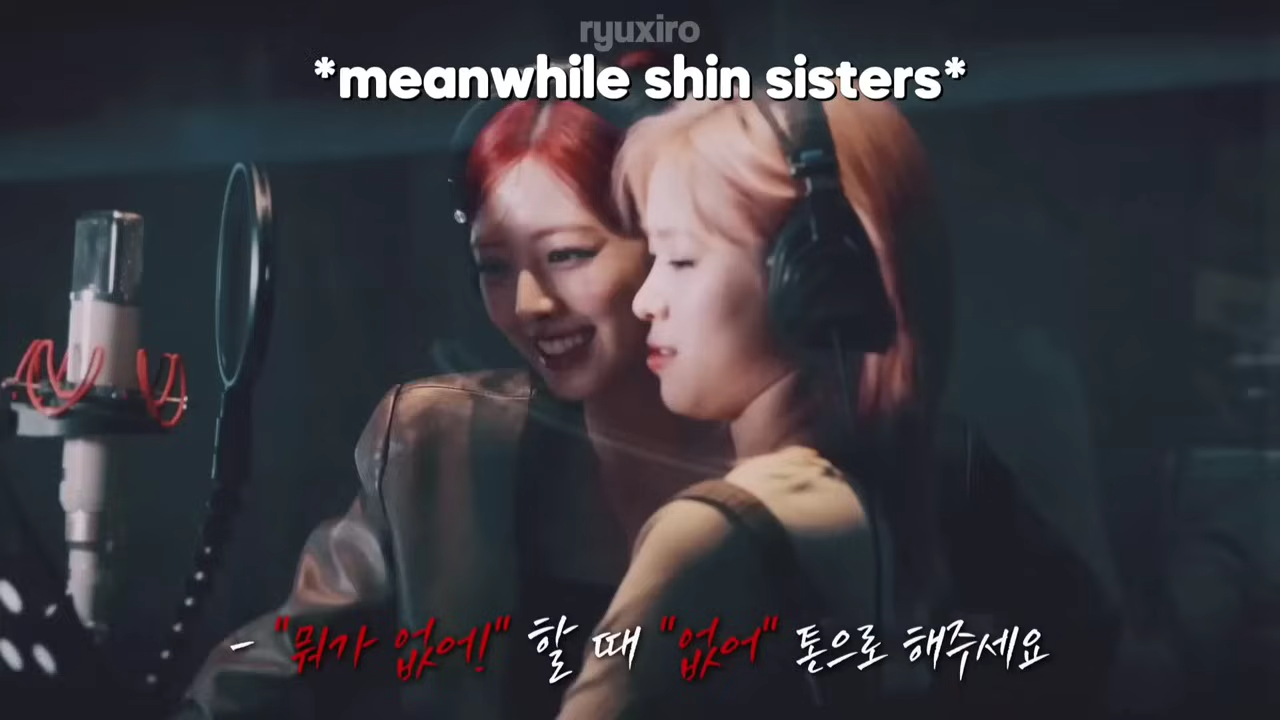 ryuxiro
*meanwhile shin sisters*
- "뭐가 없어!" 할 때 "없어" 톤으로 해주세요